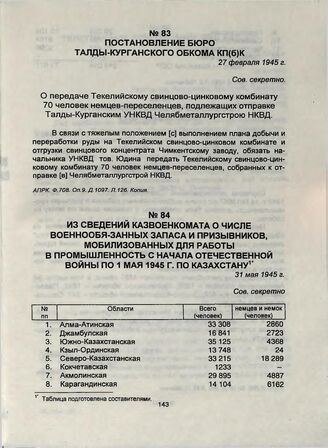 № 83
ПОСТАНОВЛЕНИЕ БЮРО
ТАЛДЫ-КУРГАНСКОГО ОБКОМА КП(б)К
27 февраля 1945 г.
Сов. секретно.
О передаче Текелийскому свинцово-цинковому комбинату
70 человек немцев-переселенцев, подлежащих отправке
Талды-Курганским УНКВД Челябметаллургстрой НКВД.
В связи с тяжелым положением [с] выполнением плана добычи и
переработки руды на Текелийском свинцово-цинковом комбинате и
отгрузки свинцового концентрата Чимкентскому заводу, обязать на-
чальника УНКВД тов. Юдина передать Текелийскому свинцово-цин-
ковому комбинату 70 человек немцев-переселенцев, собранных к от-
правке [в] Челябметаллургстрой НКВД.
АПРК. Ф.708. Оп.9. Д.1097. Л.126. Копия.
№ 84
ИЗ СВЕДЕНИЙ КАЗВОЕНКОМАТА О ЧИСЛЕ
ВОЕННООБЯ-ЗАННЫХ ЗАПАСА И ПРИЗЫВНИКОВ,
МОБИЛИЗОВАННЫХ ДЛЯ РАБОТЫ
В ПРОМЫШЛЕННОСТЬ С НАЧАЛА ОТЕЧЕСТВЕННОЙ
ВОЙНЫ ПО 1 МАЯ 1945 Г. ПО КАЗАХСТАНУ1*
31 мая 1945 г.
Сов. секретно
№ пп Области Всего (человек) немцев и немок (человек)
1. Алма-Атинская 33 308 2860
2. Джамбулская 16 841 2723
3. Южно-Казахстанская 35 125 4368
4. Кзыл-Ординская 13 748 24
5. Северо-Казахстанская 33 215 18 289
6. Кокчетавская 1233 –
7. Акмолинская 29 895 4887
8. Карагандинская 14 104 6162
1* Таблица подготовлена составителями.
143